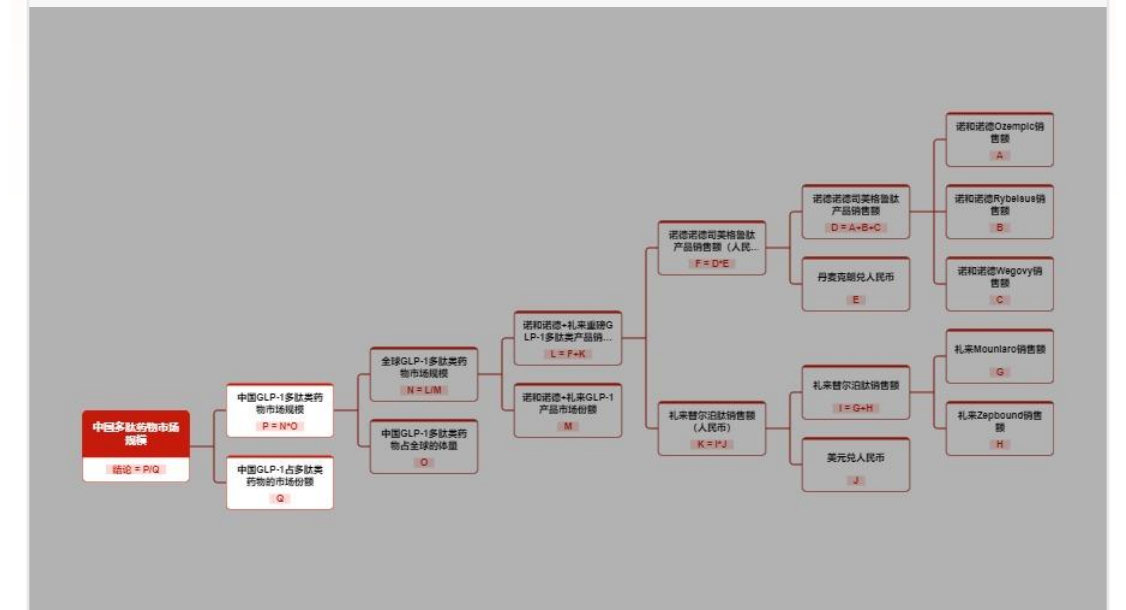 诺和诺德Ozempic销
售额
A
诺德诺德司美格鲁肽
产品销售额
D = A+B+C
诺和诺德Rybelsus销
售额
B
诺德诺德司美格鲁肽
产品销售额（人民...
F = D*E
丹麦克朗兑人民币
E
诺和诺德Wegovy销
售额
C
诺和诺德+礼来重磅G
LP-1多肽类产品销...
L = F+K
礼来Mounjaro销售额
G
全球GLP-1多肽类药
物市场规模
N = L/M
中国GLP-1多肽类药
物市场规模
P = N*O
诺和诺德+礼来GLP-1
产品市场份额
M
礼来替尔泊肽销售额
I = G+H
礼来替尔泊肽销售额
（人民币）
K = I*J
礼来Zepbound销售
额
H
中国多肽药物市场
规模
结论 = P/Q
中国GLP-1多肽类药
物占全球的体量
O
美元兑人民币
J
中国GLP-1占多肽类
药物的市场份额
Q